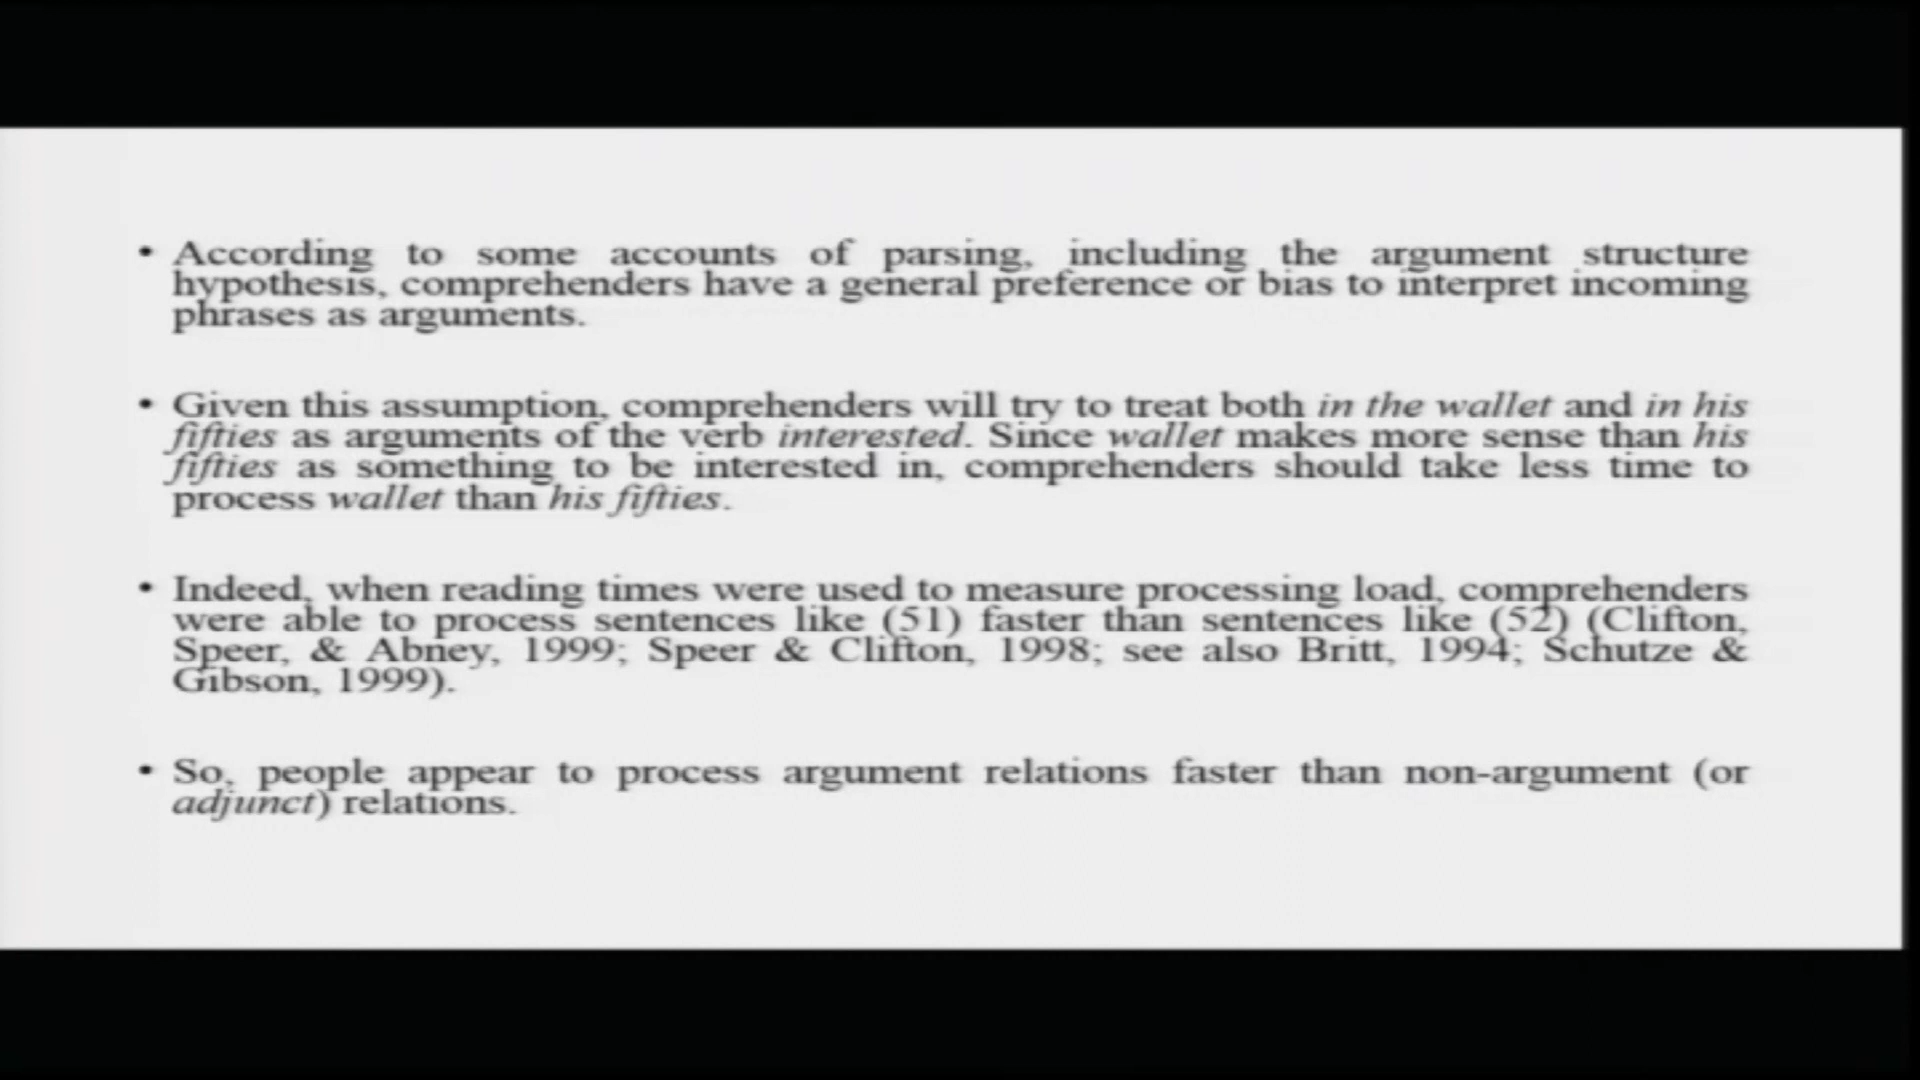 • According to some accounts of parsing, including the argument structure
hypothesis, comprehenders have a general preference or bias to interpret incoming
phrases as arguments.
• Given this assumption, comprehenders will try to treat both in the wallet and in his
fifties as arguments of the verb interested. Since wallet makes more sense than his
fifties as something to be interested in, comprehenders should take less time to
process wallet than his fifties.
• Indeed, when reading times were used to measure processing load, comprehenders
were able to process sentences like (51) faster than sentences like (52) (Clifton,
Speer, & Abney, 1999; Speer & Clifton, 1998; see also Britt, 1994; Schutze &
Gibson, 1999).
• So, people appear to process argument relations faster than non-argument (or
adjunct) relations.